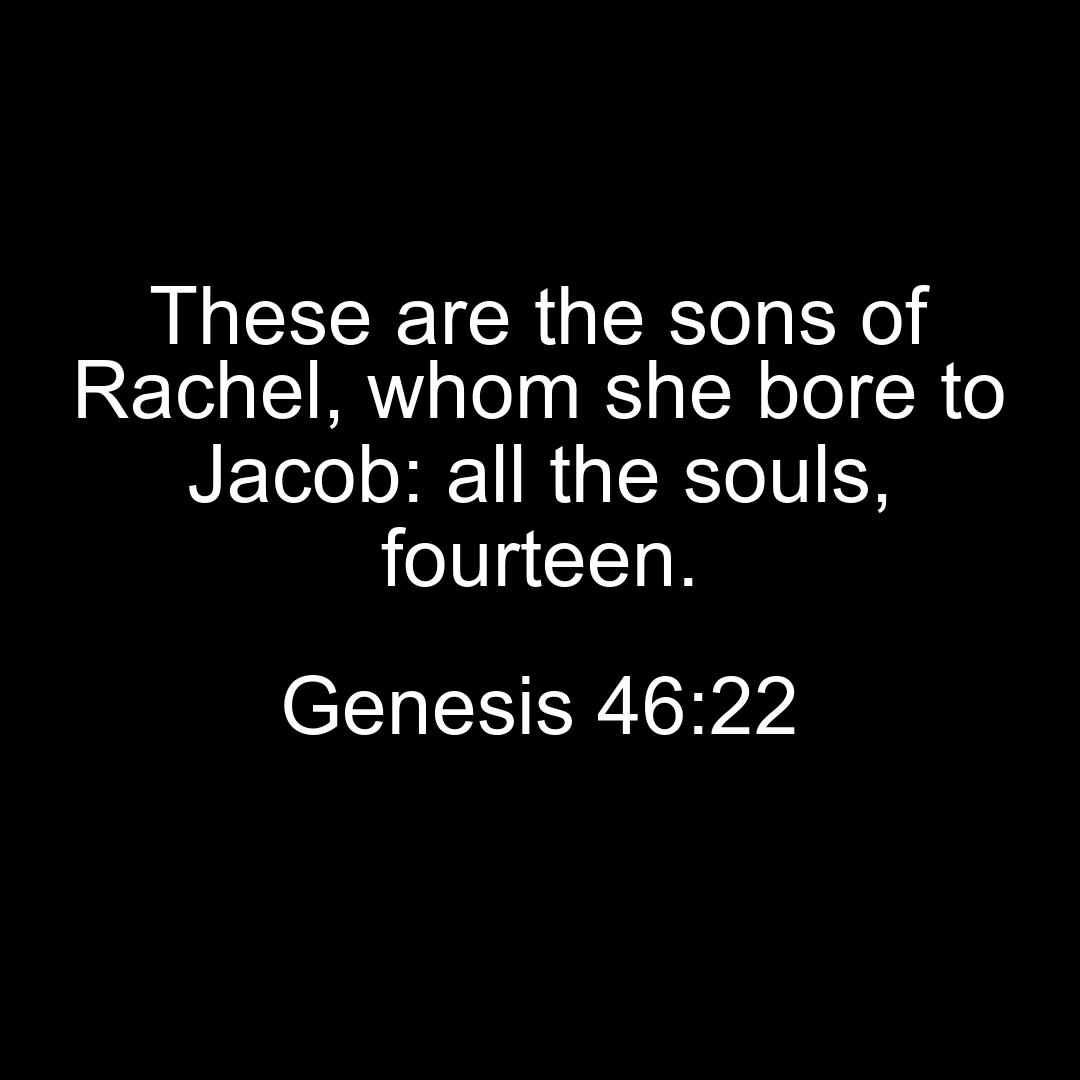 These are the sons of
Rachel, whom she bore to
Jacob: all the souls,
fourteen.
Genesis 46:22